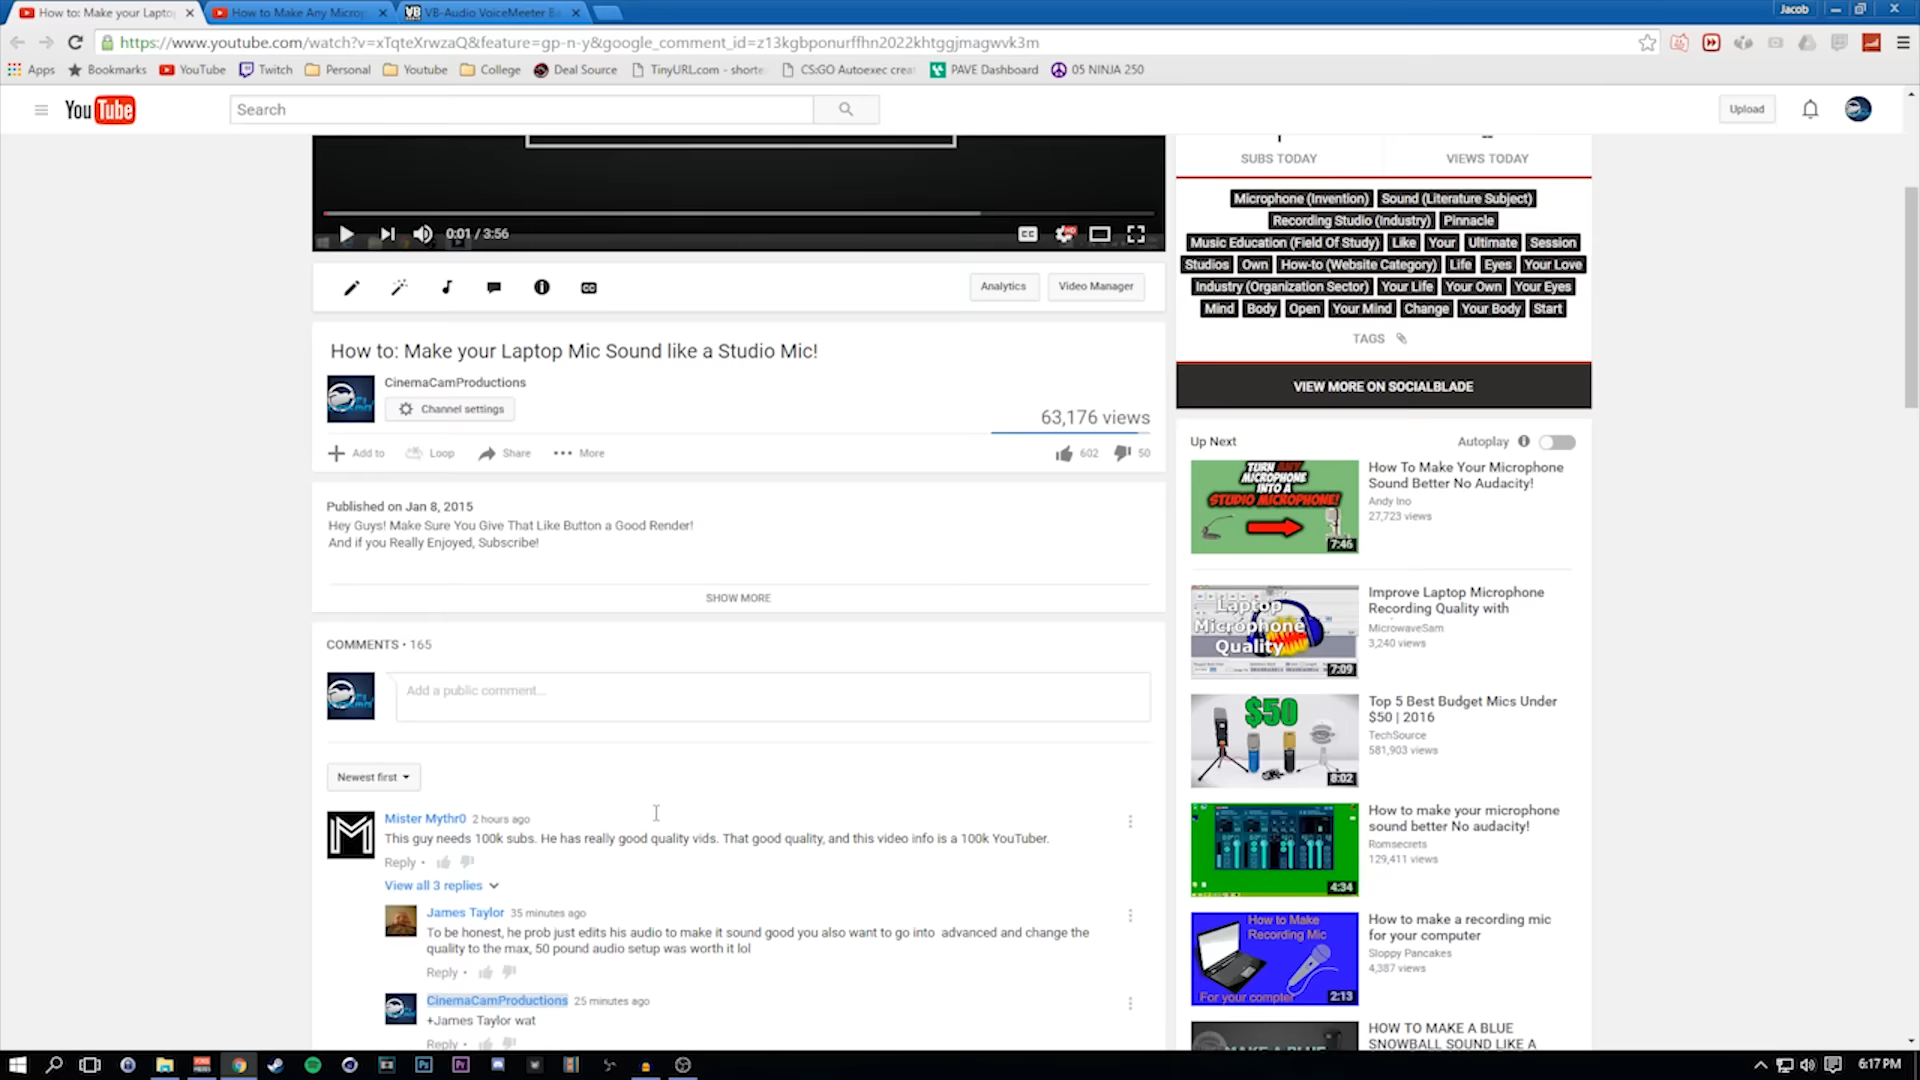 How to: Make your Lapto
How to Make Any Microp
VB-Audio VoiceMeeter B
Jacob
https://www.youtube.com/watch?v=xTqteXrwzaQ&feature=gp-n-y&google_comment_id=z13kgbponurffhn2022khtggjmagwvk3m
Apps
Bookmarks
YouTube
Twitch
Personal
Youtube
College
Deal Source
TinyURL.com - shorte
CS:GO Autoexec crea
PAVE Dashboard
05 NINJA 250
YouTube
Search
Upload
0:01 / 3:56
CC
HD
SUBS TODAY
VIEWS TODAY
Microphone (Invention) Sound (Literature Subject)
Recording Studio (Industry) Pinnacle
Music Education (Field Of Study) Like Your Ultimate Session
Studios Own How-to (Website Category) Life Eyes Your Love
Industry (Organization Sector) Your Life Your Own Your Eyes
Mind Body Open Your Mind Change Your Body Start
TAGS
VIEW MORE ON SOCIALBLADE
CC
Analytics
Video Manager
How to: Make your Laptop Mic Sound like a Studio Mic!
CinemaCamProductions
Channel settings
63,176 views
Add to
Loop
Share
More
602
50
Published on Jan 8, 2015
Hey Guys! Make Sure You Give That Like Button a Good Render!
And if you Really Enjoyed, Subscribe!
SHOW MORE
COMMENTS • 165
Add a public comment...
Newest first
Mister Mythr0 2 hours ago
This guy needs 100k subs. He has really good quality vids. That good quality, and this video info is a 100k YouTuber.
Reply •
View all 3 replies
James Taylor 35 minutes ago
To be honest, he prob just edits his audio to make it sound good you also want to go into advanced and change the
quality to the max, 50 pound audio setup was worth it lol
Reply •
CinemaCamProductions 25 minutes ago
+James Taylor wat
Reply •
Up Next
Autoplay
TURN ANY
MICROPHONE
INTO A
STUDIO MICROPHONE!
7:46
How To Make Your Microphone
Sound Better No Audacity!
Andy Ino
27,723 views
Laptop
Microphone
Quality
7:09
Improve Laptop Microphone
Recording Quality with
MicrowaveSam
3,240 views
$50
8:02
Top 5 Best Budget Mics Under
$50 | 2016
TechSource
581,903 views
4:34
How to make your microphone
sound better No audacity!
Romsecrets
129,411 views
How to Make
Recording Mic
For your compter
2:13
How to make a recording mic
for your computer
Sloppy Pancakes
4,387 views
HOW TO MAKE A BLUE
SNOWBALL SOUND LIKE A
Ps
Pr
6:17 PM